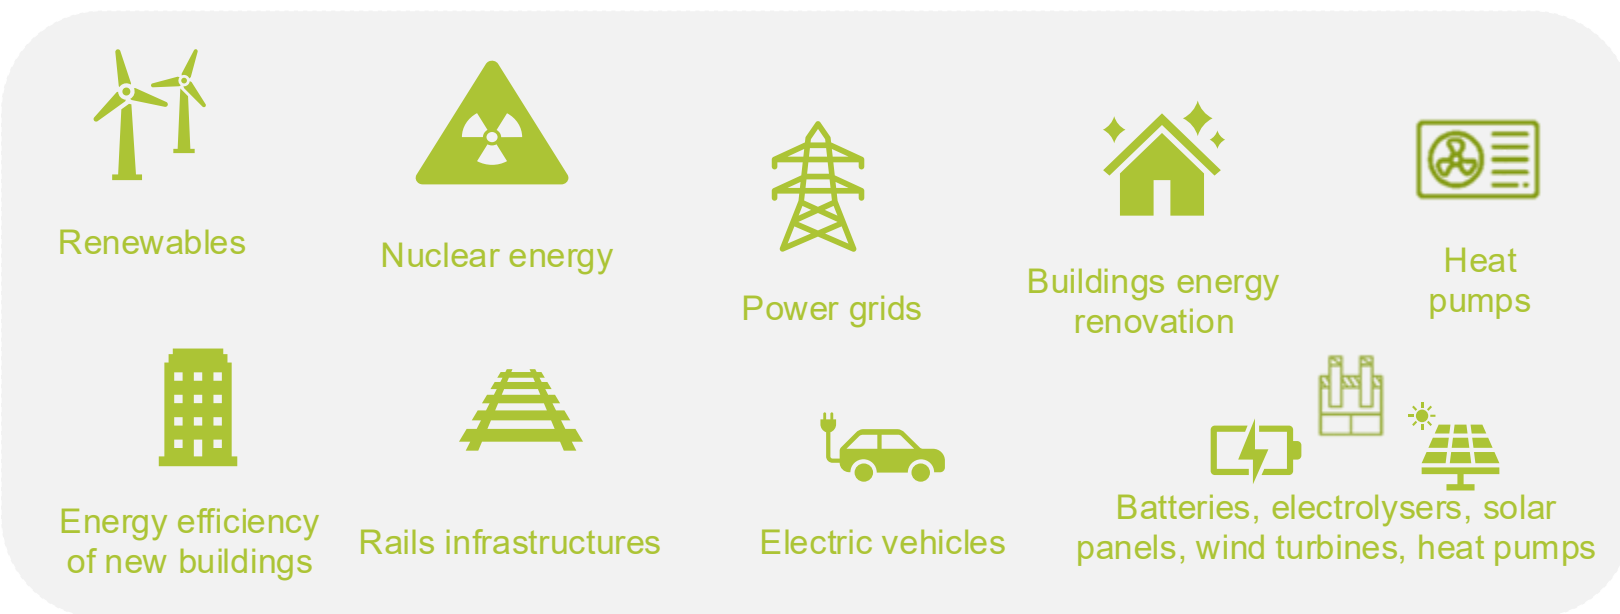 Renewables
Nuclear energy
Power grids
Buildings energy
renovation
Heat
pumps
Energy efficiency
of new buildings
Rails infrastructures
Electric vehicles
Batteries, electrolysers, solar
panels, wind turbines, heat pumps